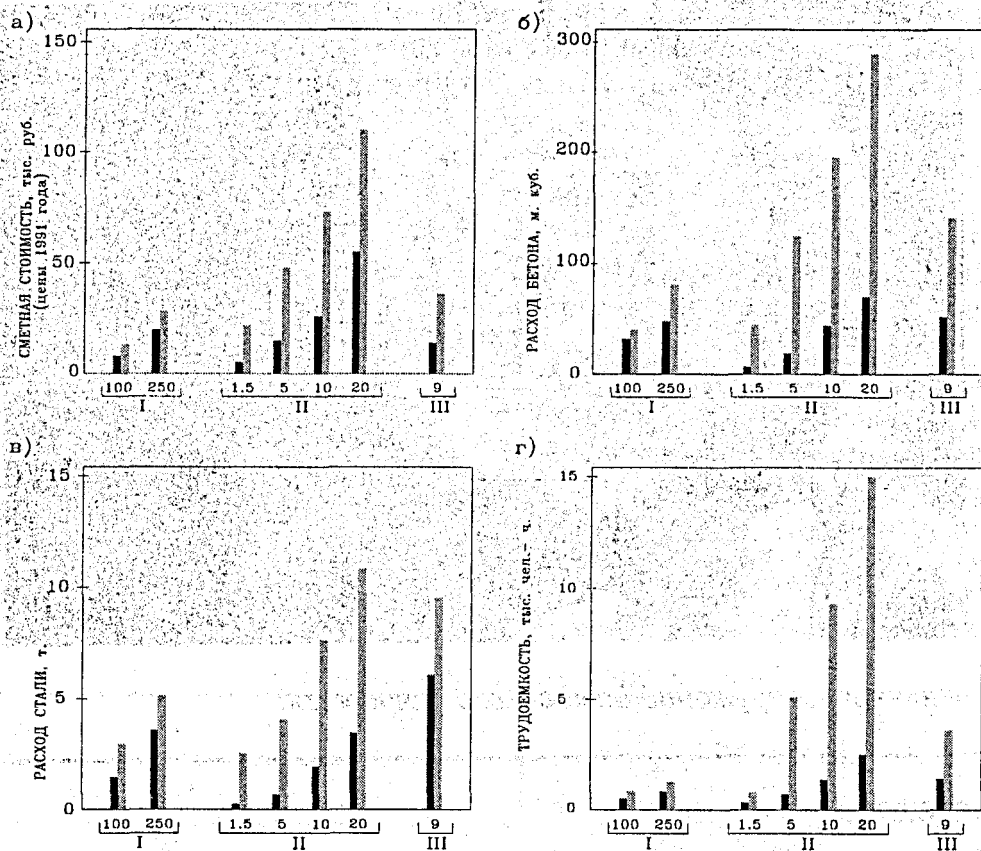 а)
СМЕТНАЯ СТОИМОСТЬ, тыс. руб.
(цены 1991 года)
150
100
50
0
100 250 1.5 5 10 20 9
I II III
б)
РАСХОД БЕТОНА, м. куб.
300
200
100
0
100 250 1.5 5 10 20 9
I II III
в)
РАСХОД СТАЛИ, т.
15
10
5
0
100 250 1.5 5 10 20 9
I II III
г)
ТРУДОЕМКОСТЬ, тыс. чел.- ч.
15
10
5
0
100 250 1.5 5 10 20 9
I II III